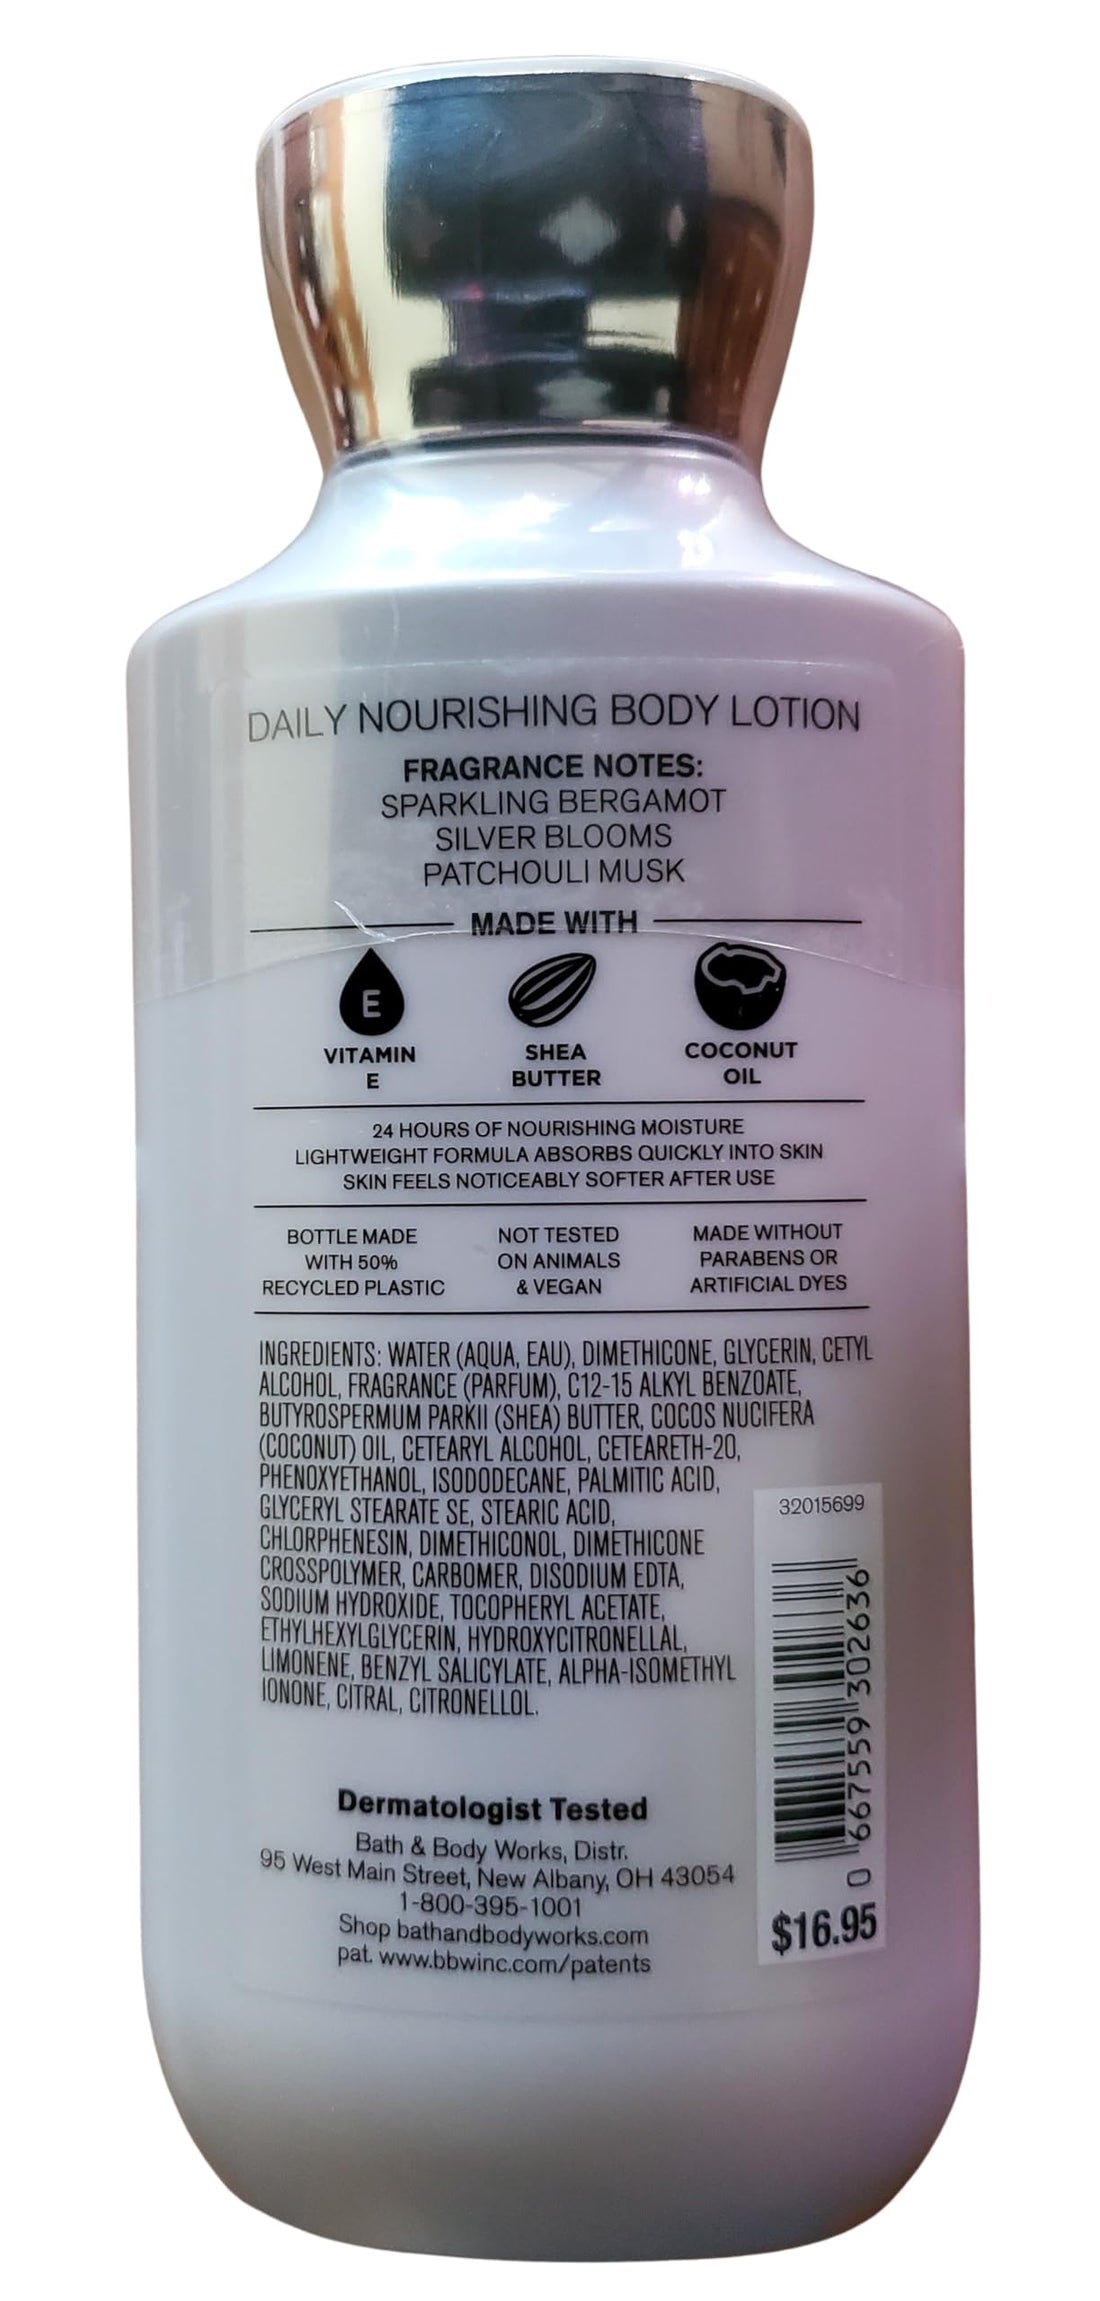 DAILY NOURISHING BODY LOTION
FRAGRANCE NOTES:
SPARKLING BERGAMOT
SILVER BLOOMS
PATCHOULI MUSK
MADE WITH
E
VITAMIN
E
SHEA
BUTTER
COCONUT
OIL
24 HOURS OF NOURISHING MOISTURE
LIGHTWEIGHT FORMULA ABSORBS QUICKLY INTO SKIN
SKIN FEELS NOTICEABLY SOFTER AFTER USE
BOTTLE MADE
WITH 50%
RECYCLED PLASTIC
NOT TESTED
ON ANIMALS
& VEGAN
MADE WITHOUT
PARABENS OR
ARTIFICIAL DYES
INGREDIENTS: WATER (AQUA, EAU), DIMETHICONE, GLYCERIN, CETYL
ALCOHOL, FRAGRANCE (PARFUM), C12-15 ALKYL BENZOATE,
BUTYROSPERMUM PARKII (SHEA) BUTTER, COCOS NUCIFERA
(COCONUT) OIL, CETEARYL ALCOHOL, CETEARETH-20,
PHENOXYETHANOL, ISODODECANE, PALMITIC ACID,
GLYCERYL STEARATE SE, STEARIC ACID,
CHLORPHENESIN, DIMETHICONOL, DIMETHICONE
CROSSPOLYMER, CARBOMER, DISODIUM EDTA,
SODIUM HYDROXIDE, TOCOPHERYL ACETATE,
ETHYLHEXYLGLYCERIN, HYDROXYCITRONELLAL,
LIMONENE, BENZYL SALICYLATE, ALPHA-ISOMETHYL
IONONE, CITRAL, CITRONELLOL.
32015699
0 667559 302636
$16.95
Dermatologist Tested
Bath & Body Works, Distr.
95 West Main Street, New Albany, OH 43054
1-800-395-1001
Shop bathandbodyworks.com
pat. www.bbwinc.com/patents